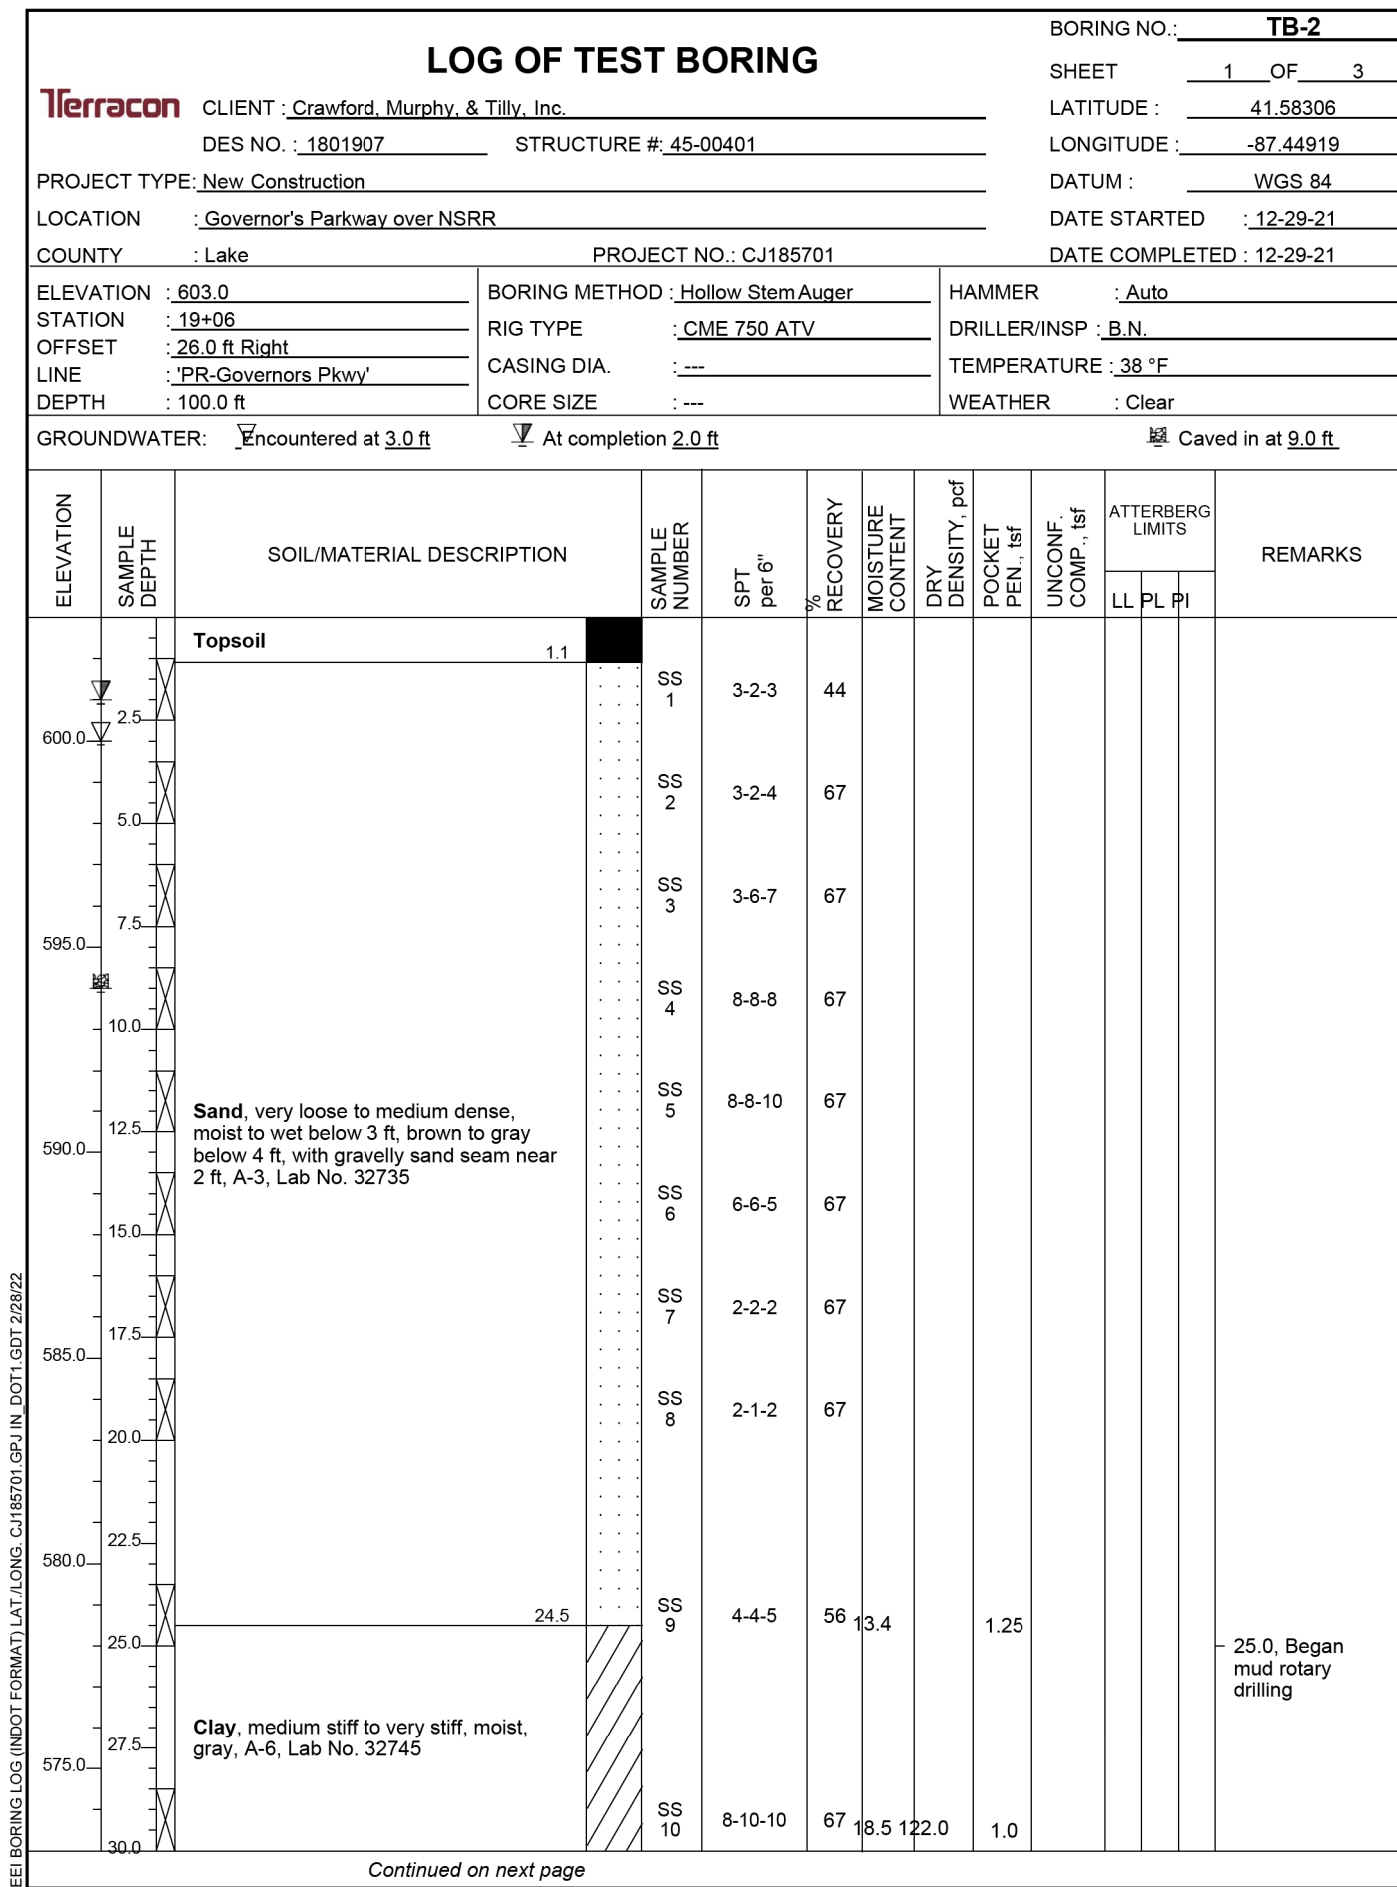 BORING NO.: TB-2
LOG OF TEST BORING
SHEET 1 OF 3
Terracon
CLIENT : Crawford, Murphy, & Tilly, Inc.
LATITUDE : 41.58306
DES NO. : 1801907 STRUCTURE #: 45-00401
LONGITUDE : -87.44919
PROJECT TYPE: New Construction
DATUM : WGS 84
LOCATION : Governor's Parkway over NSRR
DATE STARTED : 12-29-21
COUNTY : Lake PROJECT NO.: CJ185701
DATE COMPLETED : 12-29-21
ELEVATION : 603.0
STATION : 19+06
OFFSET : 26.0 ft Right
LINE : 'PR-Governors Pkwy'
DEPTH : 100.0 ft
BORING METHOD : Hollow Stem Auger
RIG TYPE : CME 750 ATV
CASING DIA. : ---
CORE SIZE : ---
HAMMER : Auto
DRILLER/INSP : B.N.
TEMPERATURE : 38 °F
WEATHER : Clear
GROUNDWATER: Encountered at 3.0 ft At completion 2.0 ft Caved in at 9.0 ft
ELEVATION
SAMPLE
DEPTH
SOIL/MATERIAL DESCRIPTION
SAMPLE
NUMBER
SPT
per 6"
%
RECOVERY
MOISTURE
CONTENT
DRY
DENSITY, pcf
POCKET
PEN., tsf
UNCONF.
COMP., tsf
ATTERBERG
LIMITS
LL PL PI
REMARKS
Topsoil 1.1
SS
1 3-2-3 44
2.5
600.0
SS
2 3-2-4 67
5.0
SS
3 3-6-7 67
7.5
595.0
SS
4 8-8-8 67
10.0
SS
5 8-8-10 67
Sand, very loose to medium dense,
moist to wet below 3 ft, brown to gray
below 4 ft, with gravelly sand seam near
2 ft, A-3, Lab No. 32735
12.5
590.0
SS
6 6-6-5 67
15.0
SS
7 2-2-2 67
17.5
585.0
SS
8 2-1-2 67
20.0
22.5
580.0
24.5
SS
9 4-4-5 56 13.4 1.25
25.0
25.0, Began
mud rotary
drilling
Clay, medium stiff to very stiff, moist,
gray, A-6, Lab No. 32745
27.5
575.0
SS
10 8-10-10 67 18.5 122.0 1.0
30.0
Continued on next page
EEI BORING LOG (INDOT FORMAT) LAT./LONG. CJ185701.GPJ IN_DOT1.GDT 2/28/22